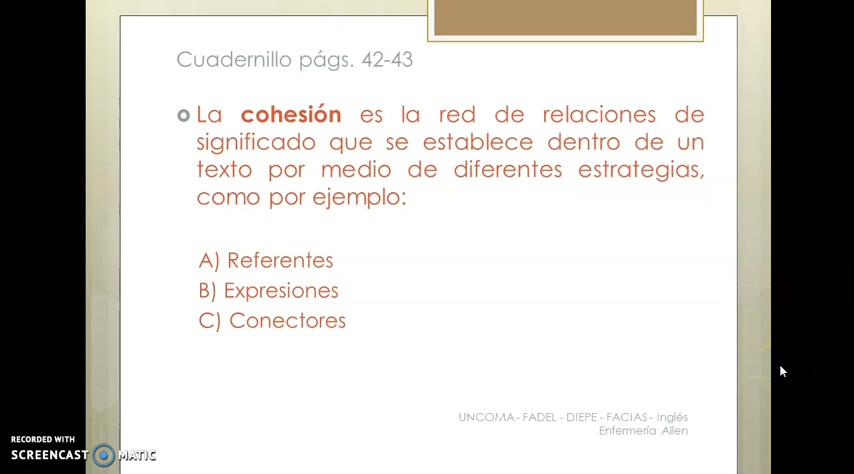 Cuadernillo págs. 42-43
La cohesión es la red de relaciones de
significado que se establece dentro de un
texto por medio de diferentes estrategias,
como por ejemplo:
A) Referentes
B) Expresiones
C) Conectores
UNCOMA - FADEL - DIEPE - FACIAS - Inglés
Enfermería Allen
RECORDED WITH
SCREENCAST MATIC